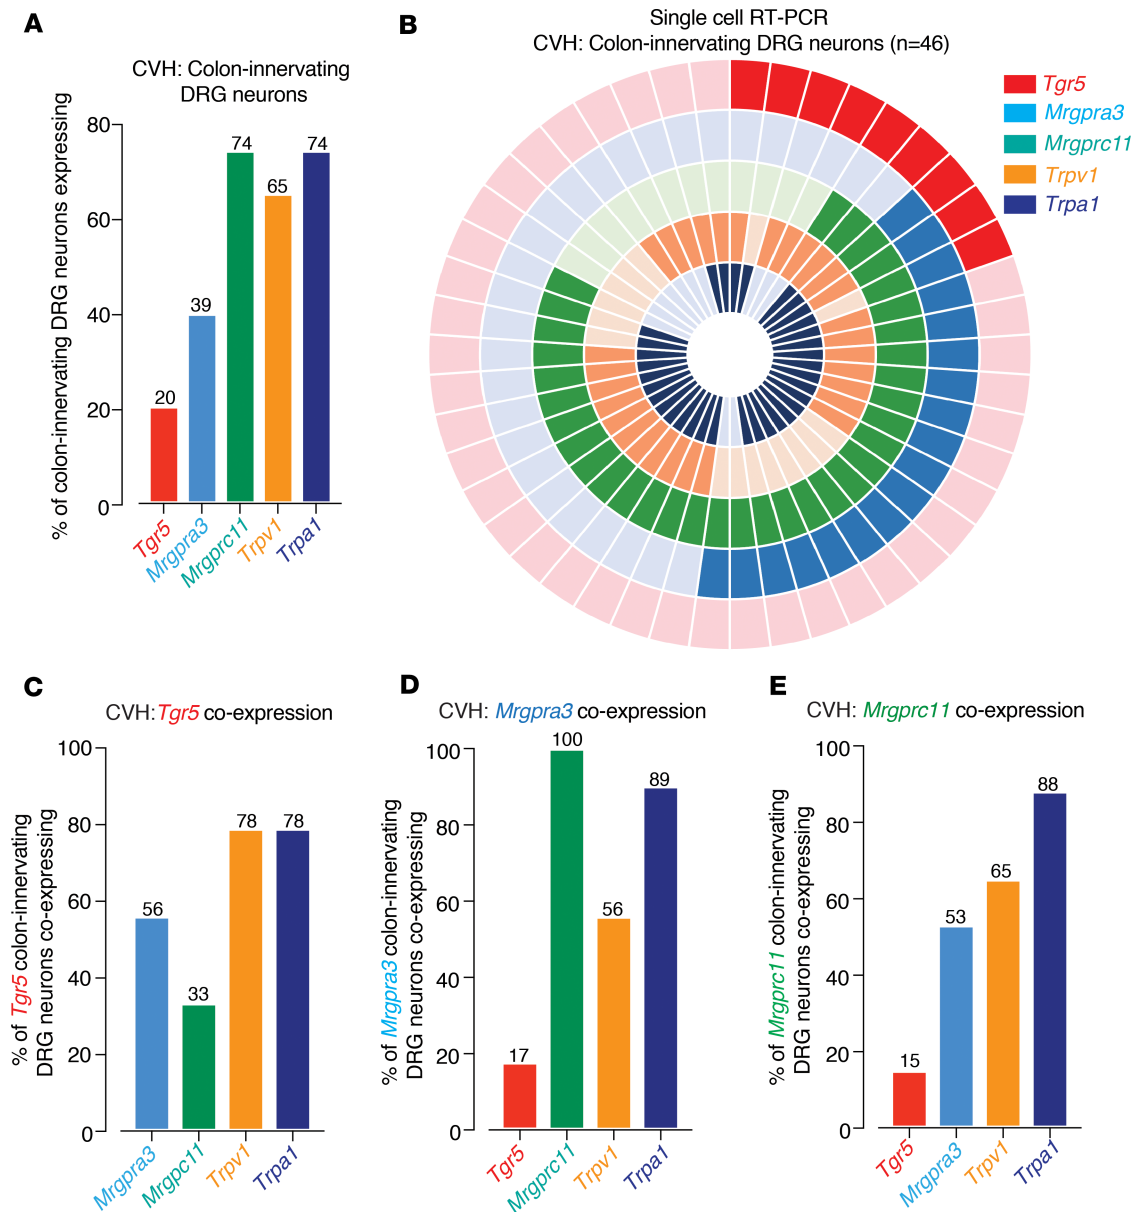 A
CVH: Colon-innervating
DRG neurons
% of colon-innervating DRG neurons expressing
80
60
40
20
0
20
39
74
65
74
Tgr5
Mrgpra3
Mrgprc11
Trpv1
Trpa1
B
Single cell RT-PCR
CVH: Colon-innervating DRG neurons (n=46)
Tgr5
Mrgpra3
Mrgprc11
Trpv1
Trpa1
C
CVH: Tgr5 co-expression
% of Tgr5 colon-innervating
DRG neurons co-expressing
100
80
60
40
20
0
56
33
78
78
Mrgpra3
Mrgpc11
Trpv1
Trpa1
D
CVH: Mrgpra3 co-expression
% of Mrgpra3 colon-innervating
DRG neurons co-expressing
100
80
60
40
20
0
17
100
56
89
Tgr5
Mrgprc11
Trpv1
Trpa1
E
CVH: Mrgprc11 co-expression
% of Mrgprc11 colon-innervating
DRG neurons co-expressing
100
80
60
40
20
0
15
53
65
88
Tgr5
Mrgpra3
Trpv1
Trpa1